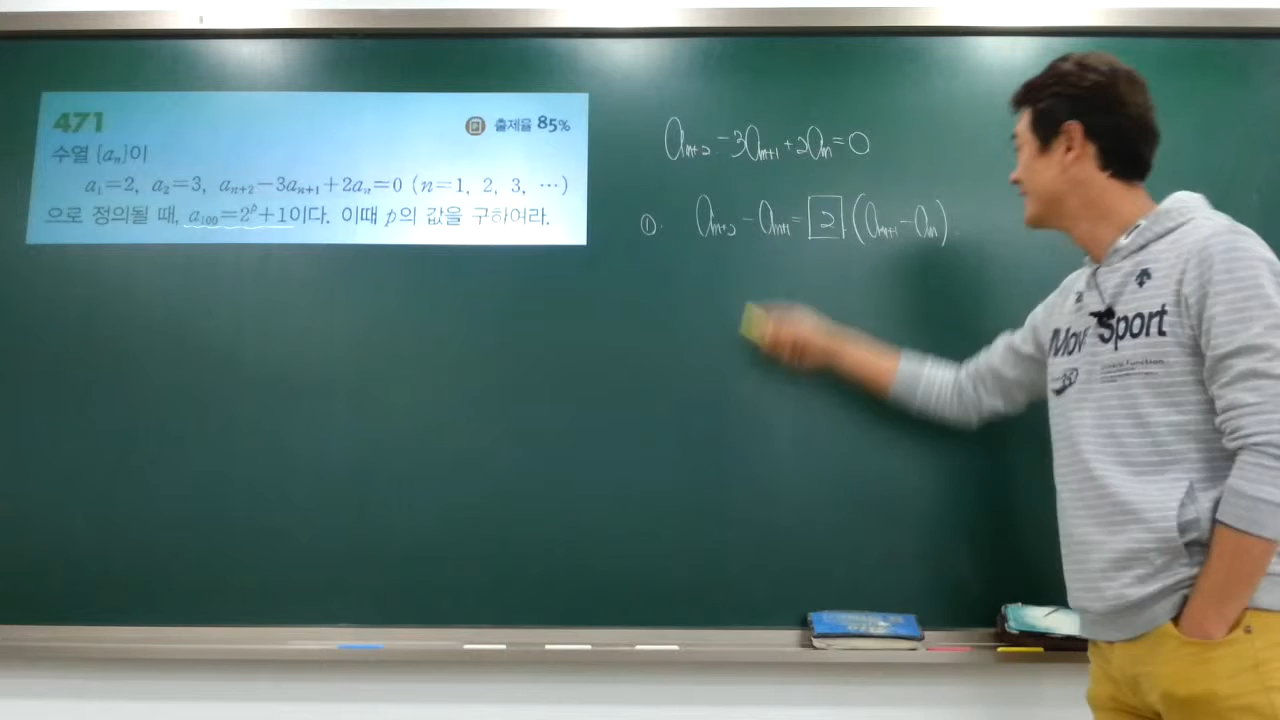 471
출제율 85%
수열 {aₙ}이
a₁=2, a₂=3, aₙ₊₂−3aₙ₊₁+2aₙ=0 (n=1, 2, 3, ⋯)
으로 정의될 때, a₁₀₀=2ᵖ+1이다. 이때 p의 값을 구하여라.
aₙ₊₂−3aₙ₊₁+2aₙ=0
①. aₙ₊₂−aₙ₊₁=2(aₙ₊₁−aₙ)
Sport